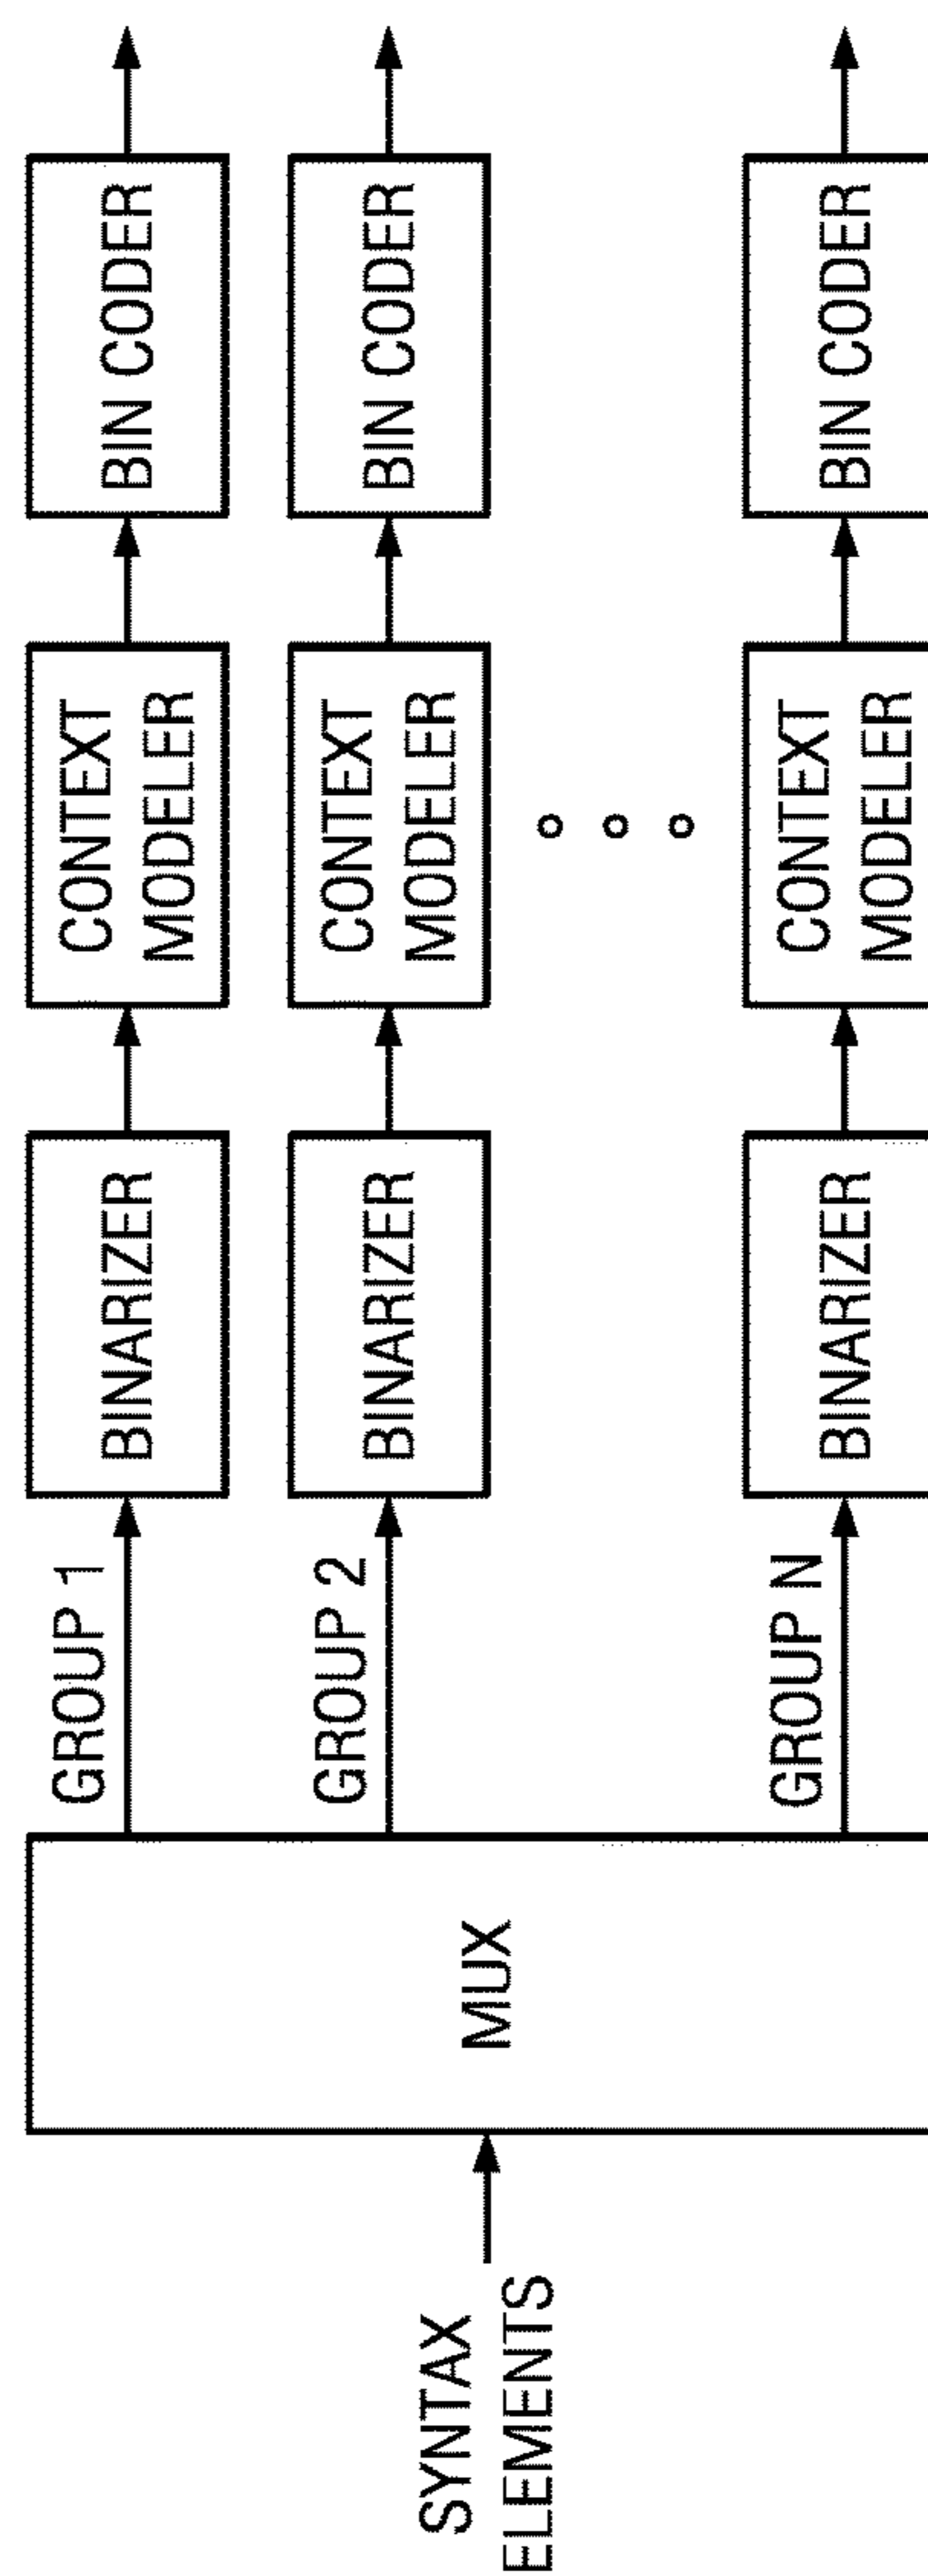 SYNTAX
ELEMENTS
MUX
GROUP 1
BINARIZER
CONTEXT
MODELER
BIN CODER
GROUP 2
BINARIZER
CONTEXT
MODELER
BIN CODER
GROUP N
BINARIZER
CONTEXT
MODELER
BIN CODER